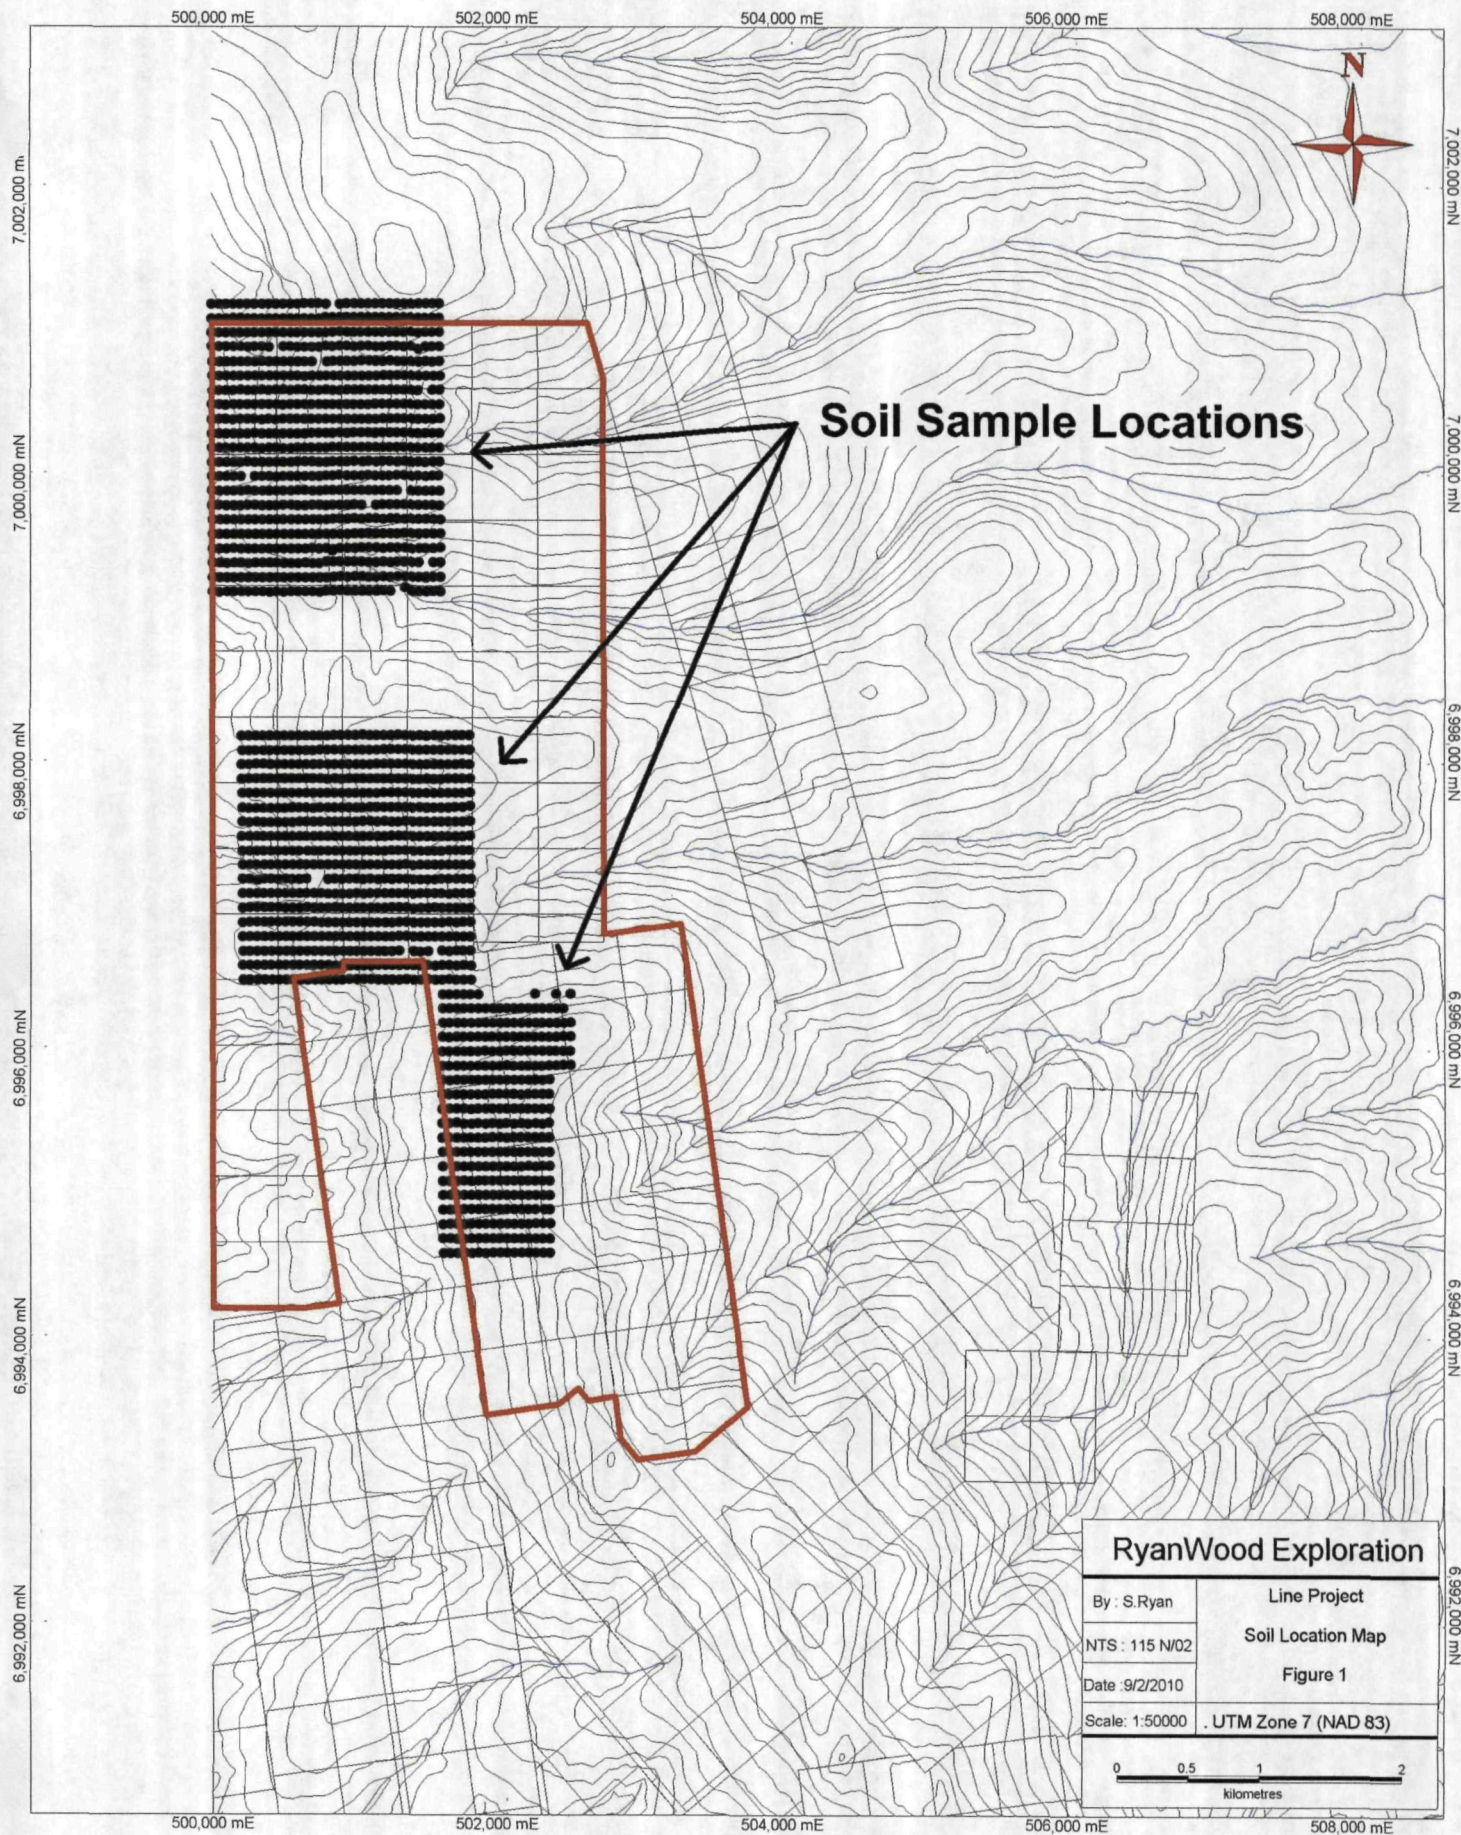 500,000 mE 502,000 mE 504,000 mE 506,000 mE 508,000 mE
N
7,002,000 m
7,002,000 mN
Soil Sample Locations
7,000,000 mN
7,000,000 mN
6,998,000 mN
6,998,000 mN
6,996,000 mN
6,996,000 mN
6,994,000 mN
6,994,000 mN
6,992,000 mN
6,992,000 mN
RyanWood Exploration
By : S.Ryan
Line Project
NTS : 115 N/02
Soil Location Map
Date :9/2/2010
Figure 1
Scale: 1:50000
. UTM Zone 7 (NAD 83)
0 0.5 1 2
kilometres
500,000 mE 502,000 mE 504,000 mE 506,000 mE 508,000 mE